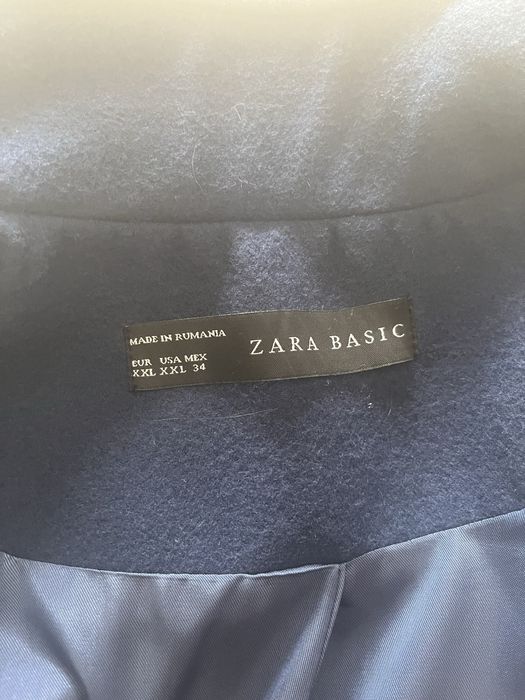 MADE IN RUMANIA
EUR USA MEX
XXL XXL 34
ZARA BASIC